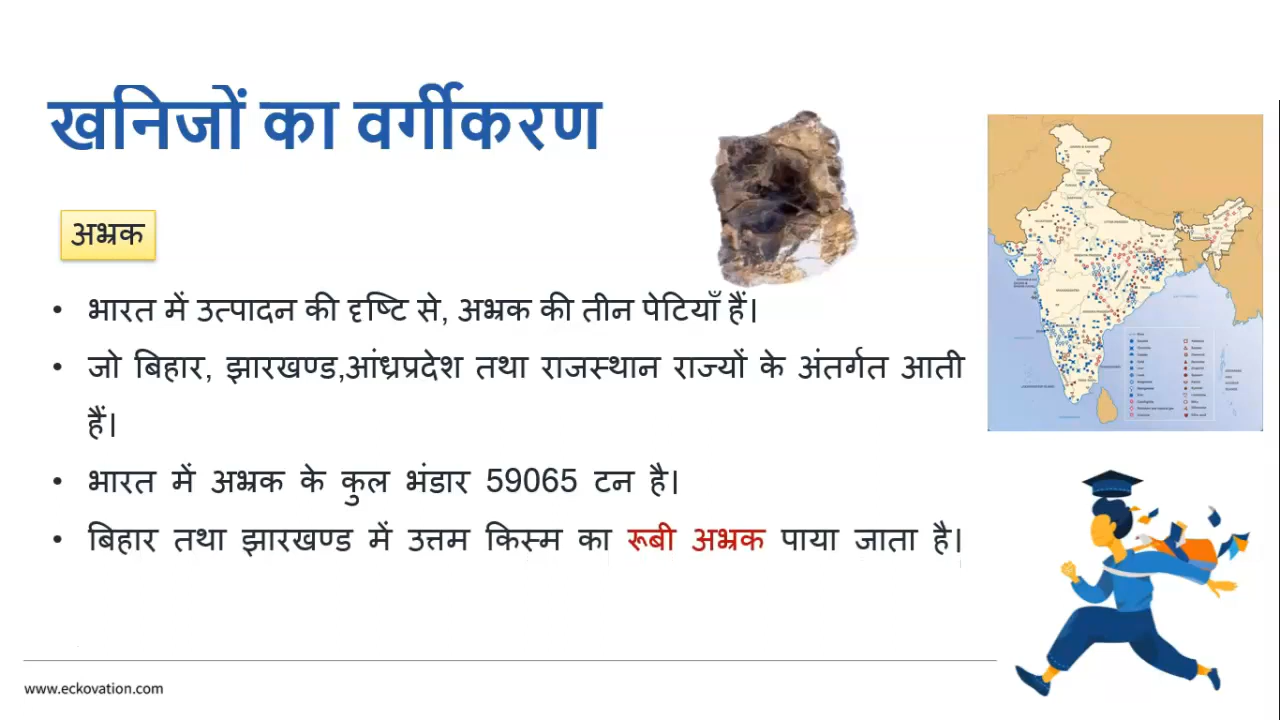 खनिजों का वर्गीकरण
अभ्रक
• भारत में उत्पादन की दृष्टि से, अभ्रक की तीन पेटियाँ हैं।
• जो बिहार, झारखण्ड,आंध्रप्रदेश तथा राजस्थान राज्यों के अंतर्गत आती
हैं।
• भारत में अभ्रक के कुल भंडार 59065 टन है।
• बिहार तथा झारखण्ड में उत्तम किस्म का रूबी अभ्रक पाया जाता है।
www.eckovation.com